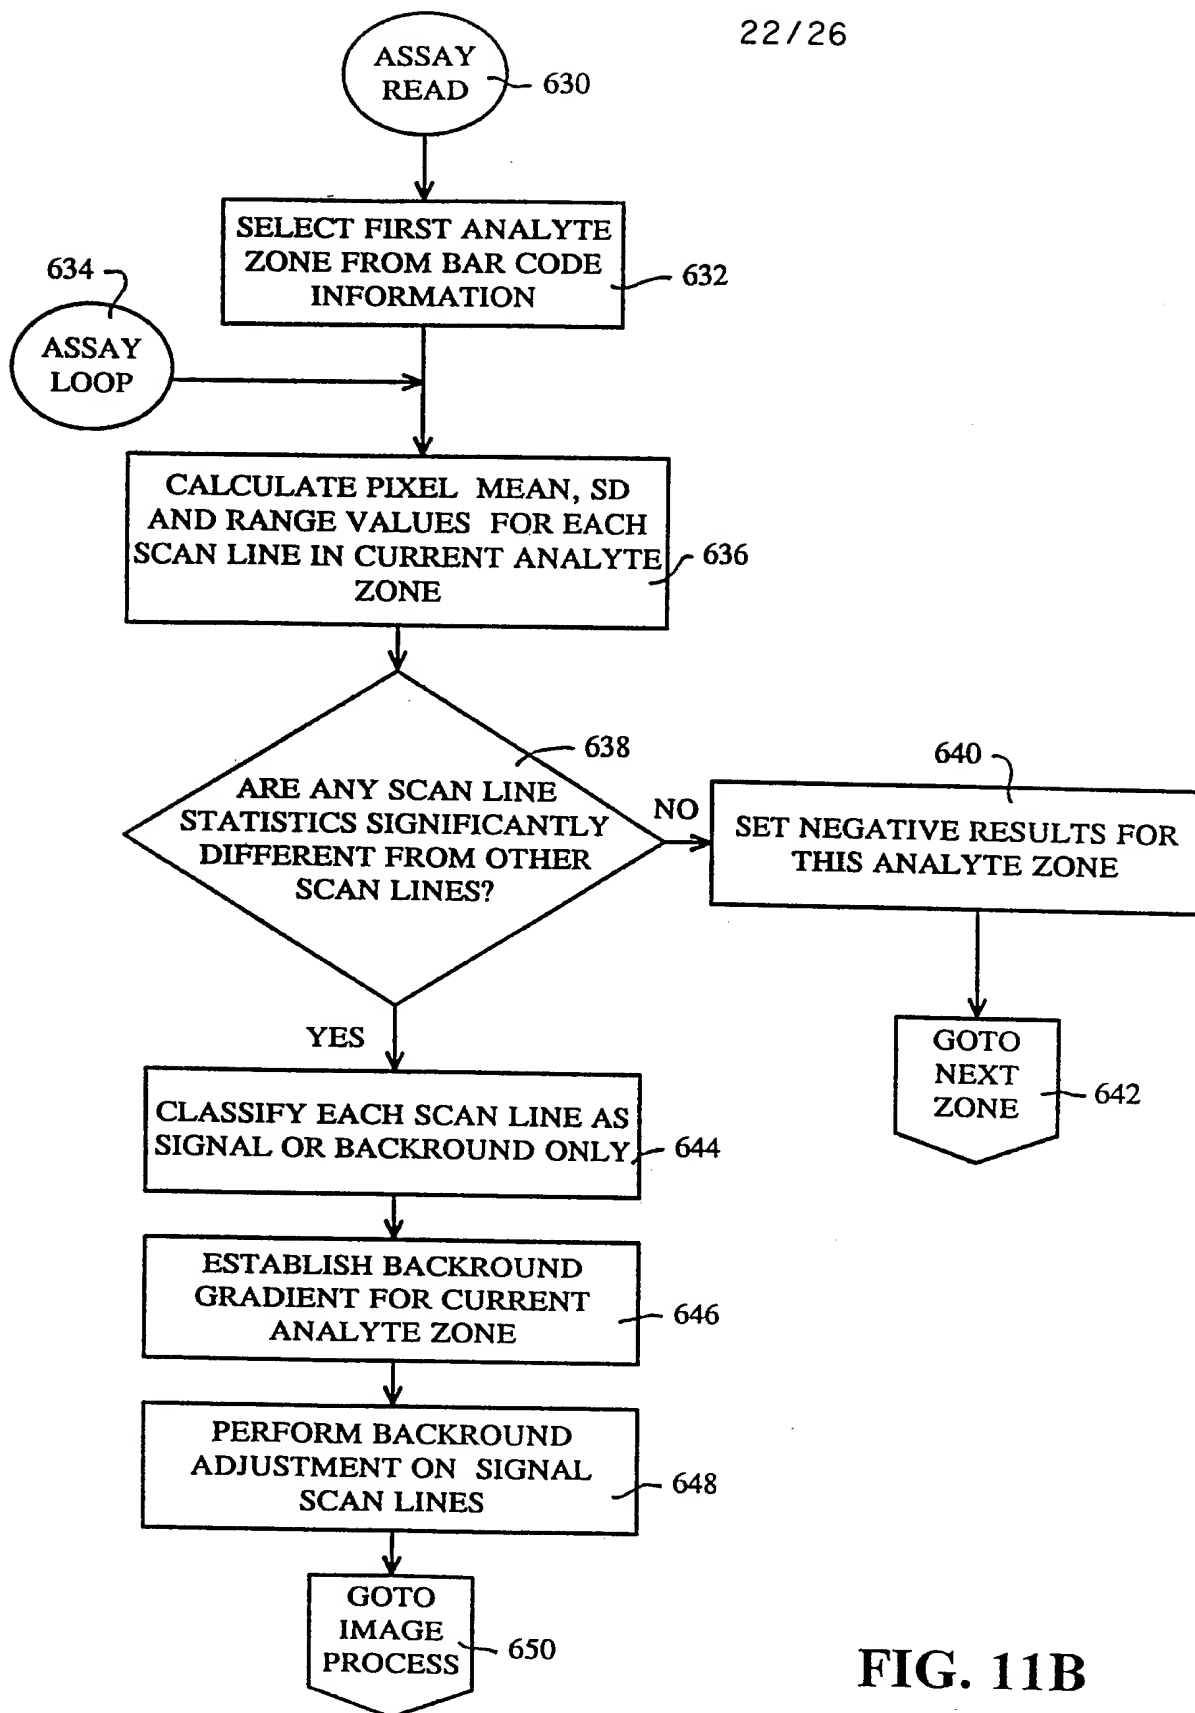 22/26
ASSAY
READ
630
SELECT FIRST ANALYTE
ZONE FROM BAR CODE
INFORMATION
632
634
ASSAY
LOOP
CALCULATE PIXEL MEAN, SD
AND RANGE VALUES FOR EACH
SCAN LINE IN CURRENT ANALYTE
ZONE
636
638
ARE ANY SCAN LINE
STATISTICS SIGNIFICANTLY
DIFFERENT FROM OTHER
SCAN LINES?
NO
640
SET NEGATIVE RESULTS FOR
THIS ANALYTE ZONE
GOTO
NEXT
ZONE
642
YES
CLASSIFY EACH SCAN LINE AS
SIGNAL OR BACKROUND ONLY
644
ESTABLISH BACKROUND
GRADIENT FOR CURRENT
ANALYTE ZONE
646
PERFORM BACKROUND
ADJUSTMENT ON SIGNAL
SCAN LINES
648
GOTO
IMAGE
PROCESS
650
FIG. 11B